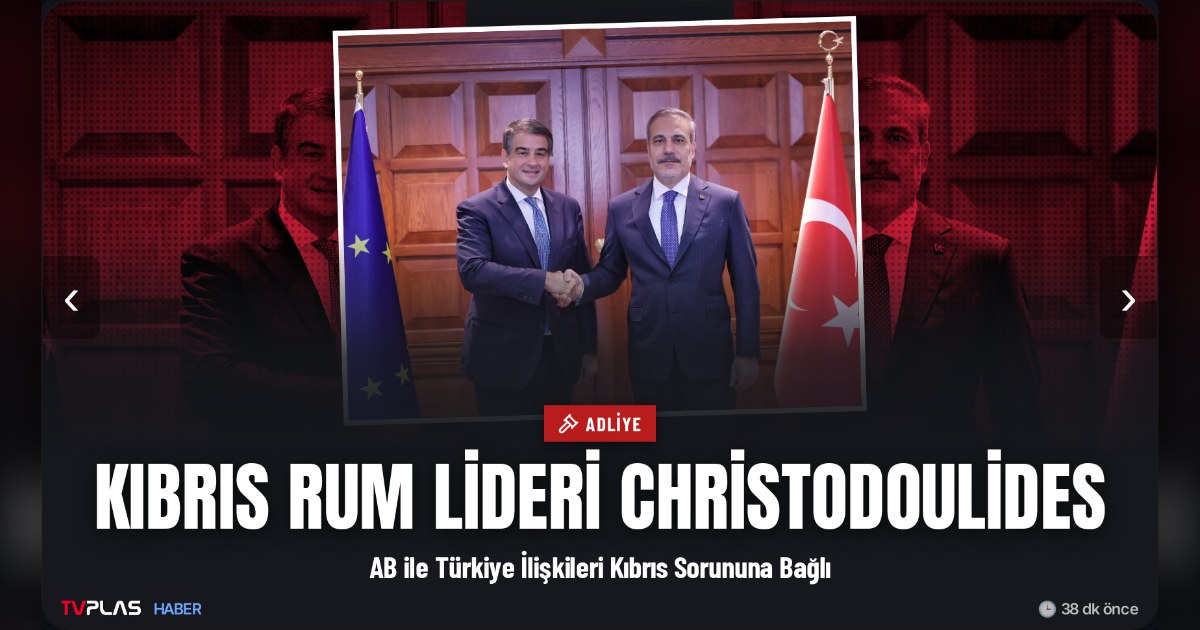 ADLİYE
KIBRIS RUM LİDERİ CHRİSTODOULİDES
AB ile Türkiye İlişkileri Kıbrıs Sorununa Bağlı
TVPLAS HABER
38 dk önce